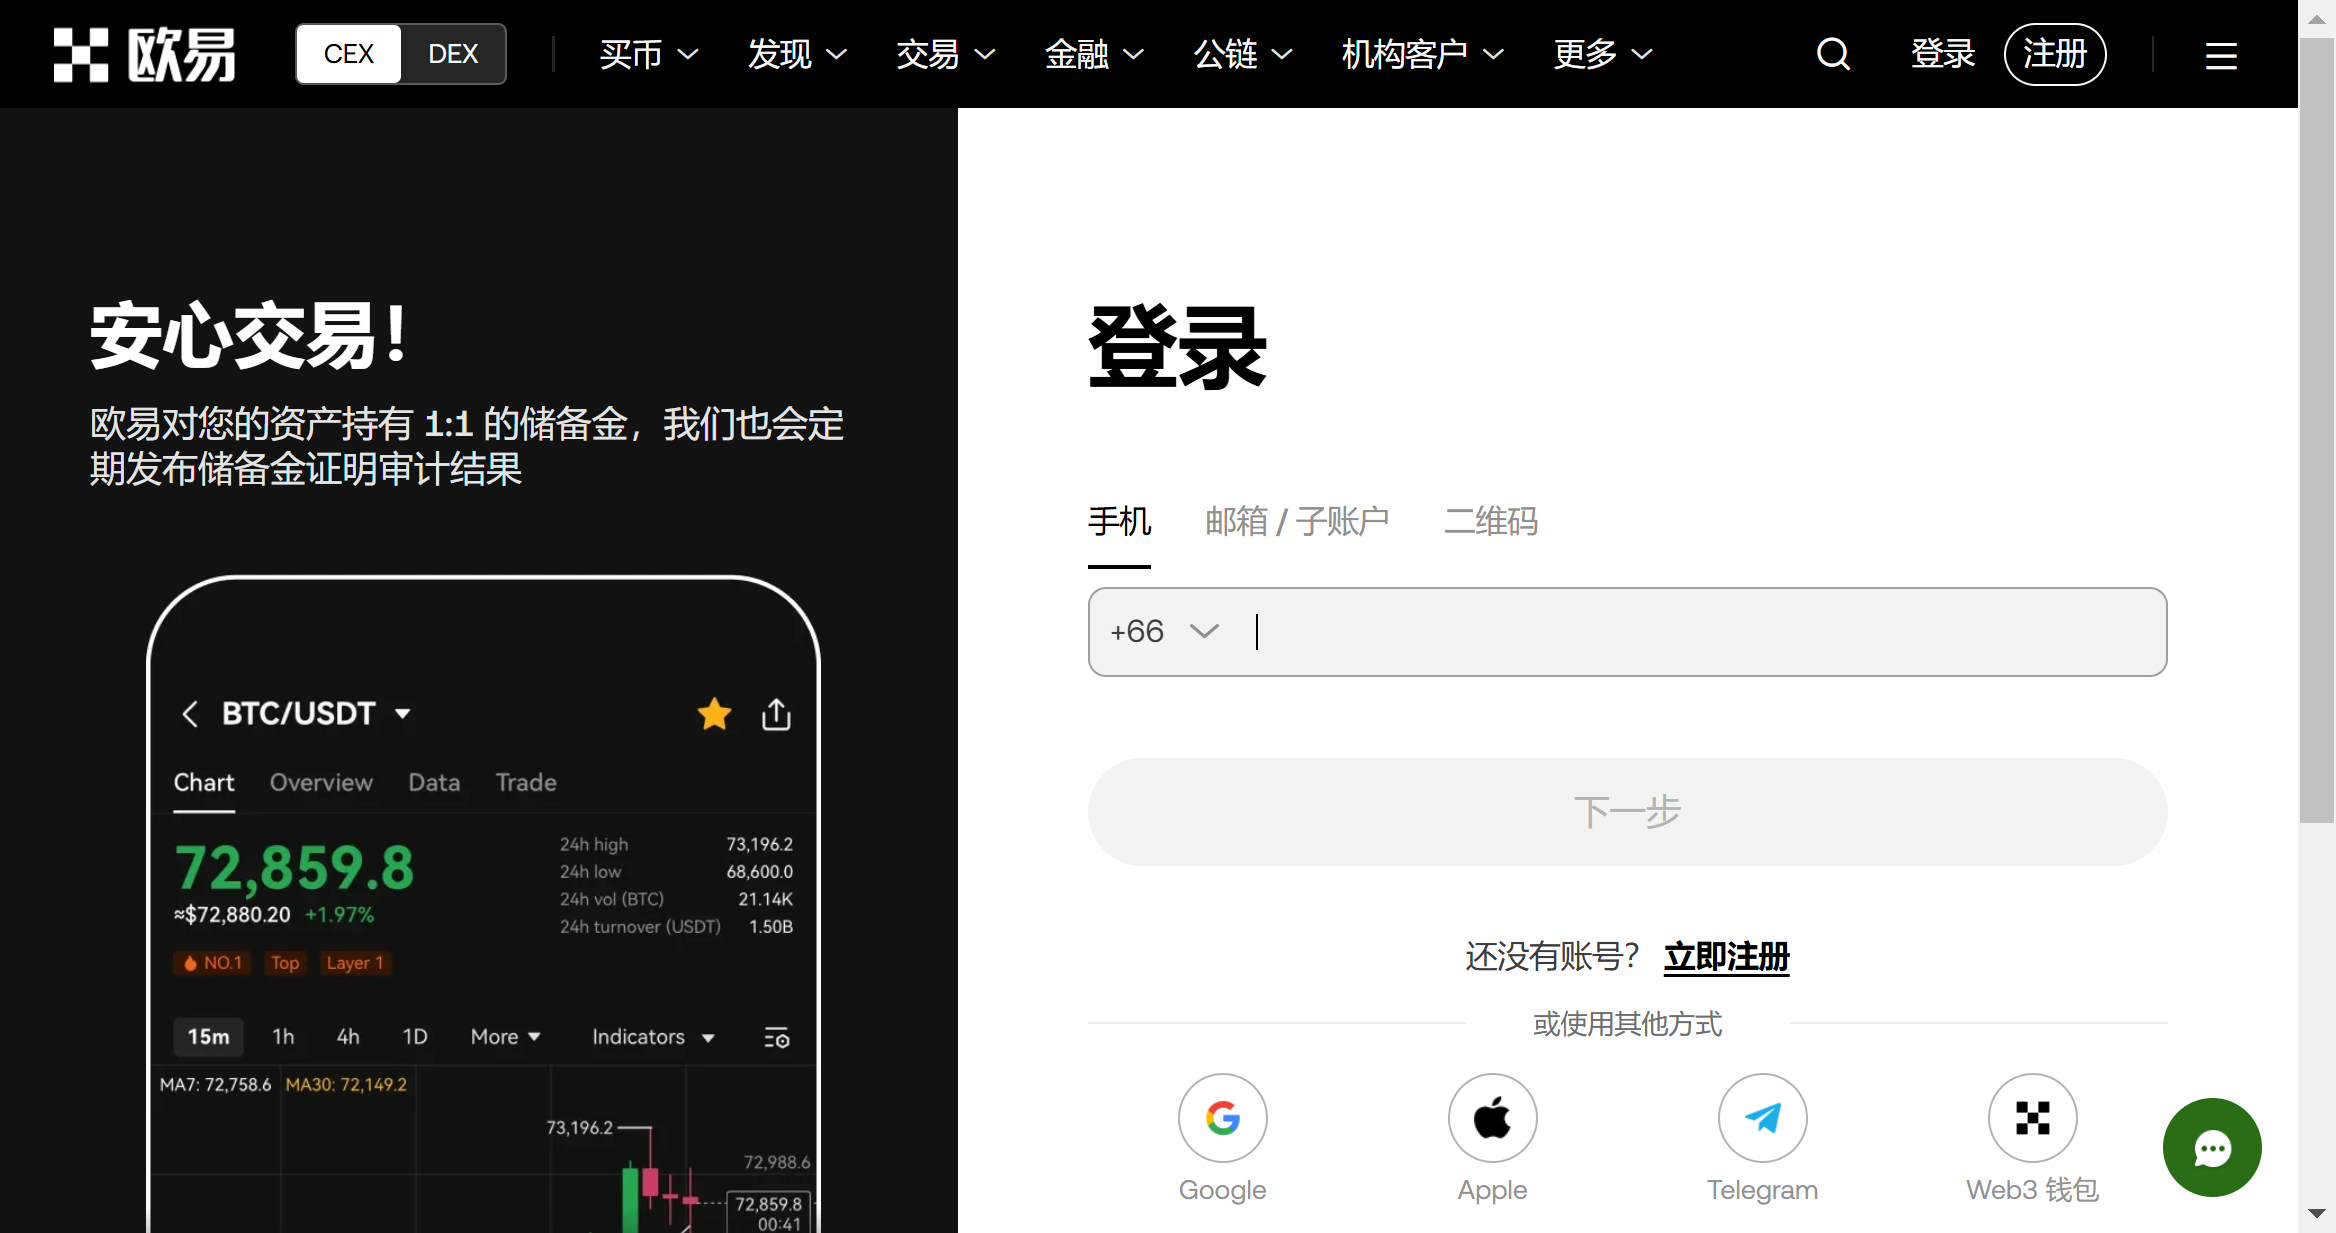 欧易
CEX
DEX
买币
发现
交易
金融
公链
机构客户
更多
登录
注册
安心交易！
欧易对您的资产持有 1:1 的储备金，我们也会定
期发布储备金证明审计结果
BTC/USDT
Chart
Overview
Data
Trade
72,859.8
≈$72,880.20 +1.97%
24h high 73,196.2
24h low 68,600.0
24h vol (BTC) 21.14K
24h turnover (USDT) 1.50B
NO.1
Top
Layer 1
15m
1h
4h
1D
More
Indicators
MA7: 72,758.6
MA30: 72,149.2
73,196.2
72,988.6
72,859.8
00:41
登录
手机
邮箱 / 子账户
二维码
+66
下一步
还没有账号？ 立即注册
或使用其他方式
Google
Apple
Telegram
Web3 钱包